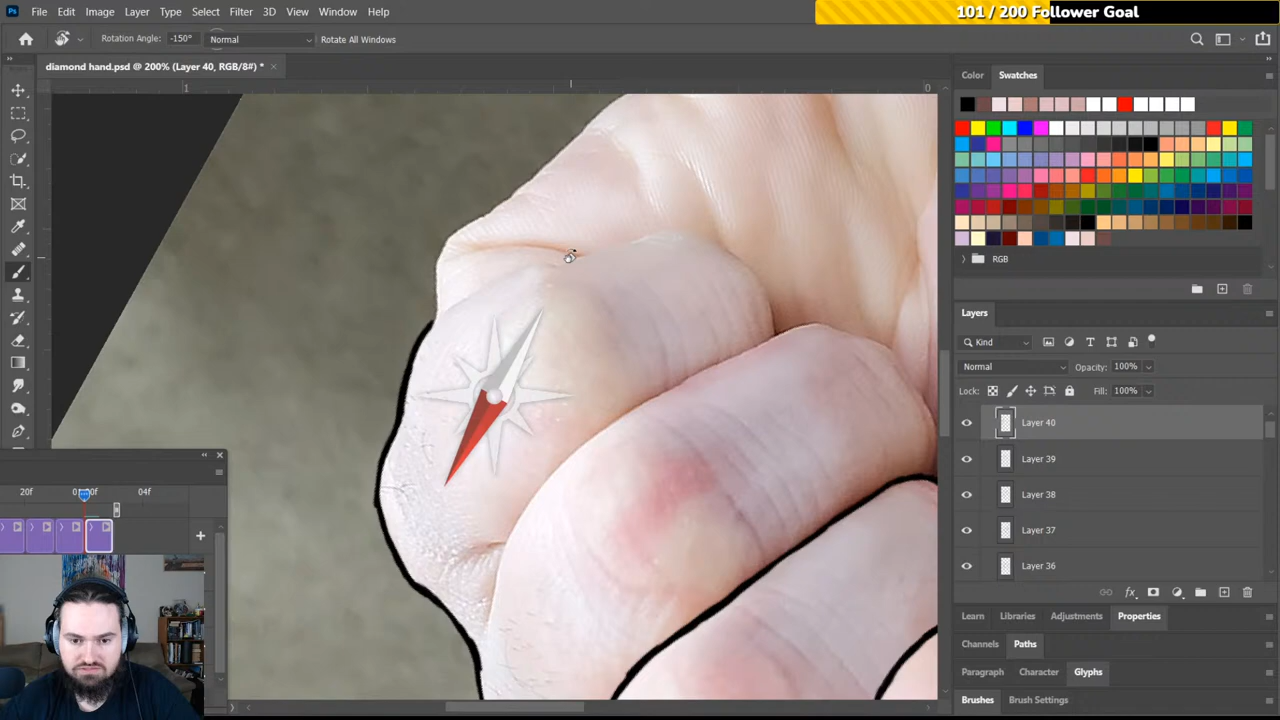 101 / 200 Follower Goal
Ps File Edit Image Layer Type Select Filter 3D View Window Help
Rotation Angle: -150° Normal Rotate All Windows
diamond hand.psd @ 200% (Layer 40, RGB/8#) *
1 0
Color Swatches
RGB
Layers
Kind
Normal Opacity: 100%
Lock: Fill: 100%
Layer 40
Layer 39
Layer 38
Layer 37
Layer 36
20f 04f
Learn Libraries Adjustments Properties
Channels Paths
Paragraph Character Glyphs
Brushes Brush Settings